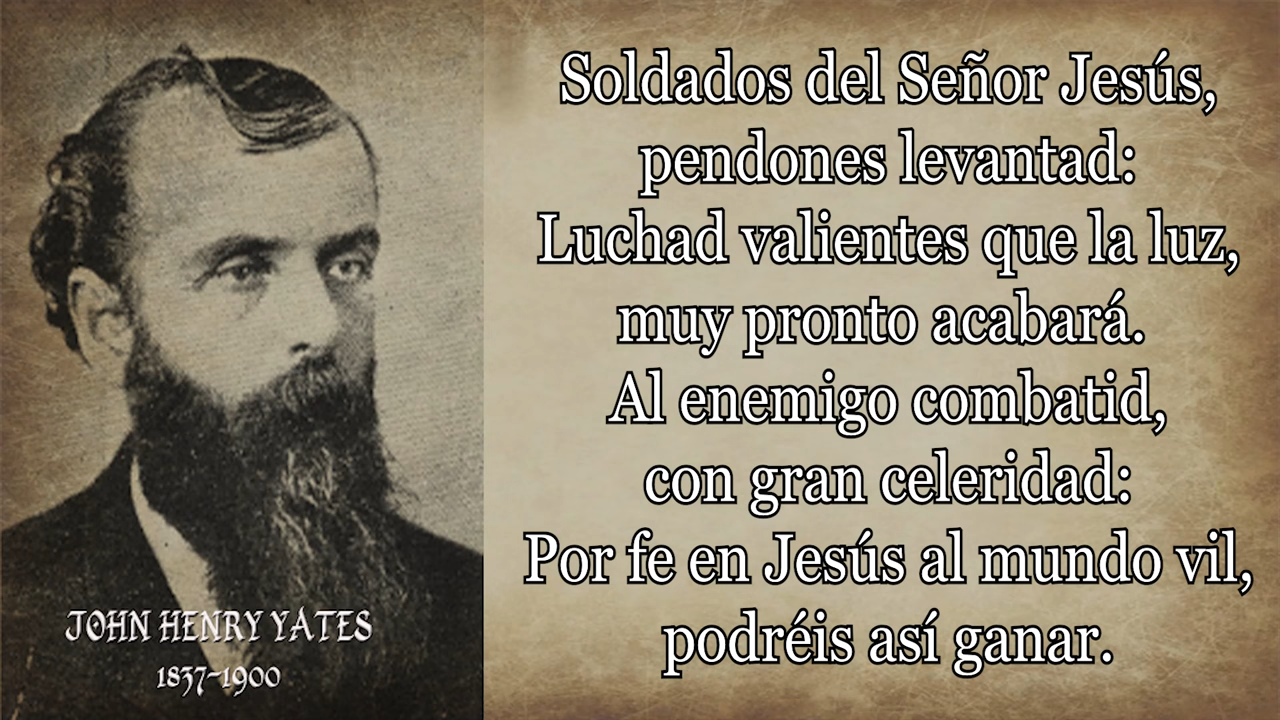 Soldados del Señor Jesús,
pendones levantad:
Luchad valientes que la luz,
muy pronto acabará.
Al enemigo combatid,
con gran celeridad:
Por fe en Jesús al mundo vil,
podréis así ganar.
JOHN HENRY YATES
1837-1900